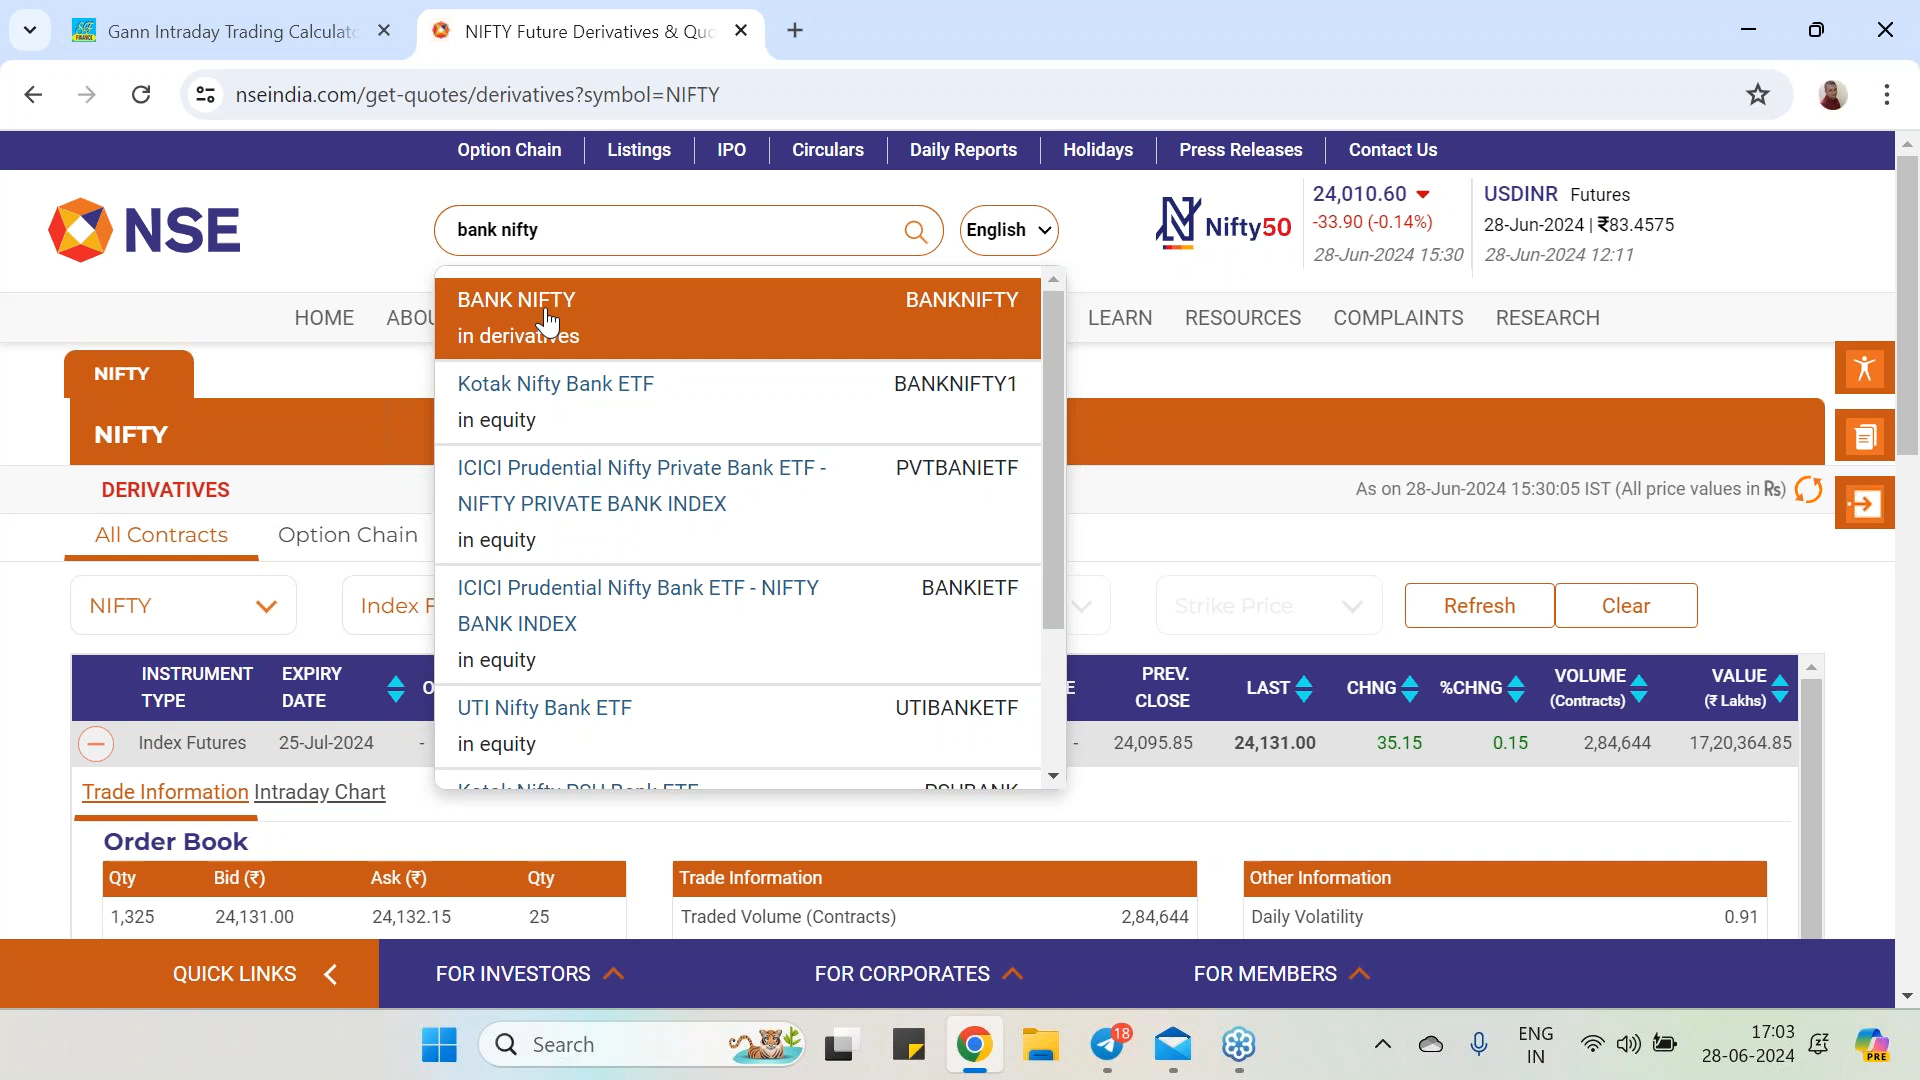 Gann Intraday Trading Calculato
NIFTY Future Derivatives & Quo
nseindia.com/get-quotes/derivatives?symbol=NIFTY
Option Chain
Listings
IPO
Circulars
Daily Reports
Holidays
Press Releases
Contact Us
NSE
bank nifty
English
Nifty50
24,010.60
-33.90 (-0.14%)
28-Jun-2024 15:30
USDINR Futures
28-Jun-2024 | ₹83.4575
28-Jun-2024 12:11
HOME
ABOU
LEARN
RESOURCES
COMPLAINTS
RESEARCH
BANK NIFTY BANKNIFTY
in derivatives
Kotak Nifty Bank ETF BANKNIFTY1
in equity
ICICI Prudential Nifty Private Bank ETF - PVTBANIETF
NIFTY PRIVATE BANK INDEX
in equity
ICICI Prudential Nifty Bank ETF - NIFTY BANKIETF
BANK INDEX
in equity
UTI Nifty Bank ETF UTIBANKETF
in equity
Kotak Nifty PSU Bank ETF PSUBANK
NIFTY
NIFTY
DERIVATIVES
As on 28-Jun-2024 15:30:05 IST (All price values in Rs)
All Contracts
Option Chain
NIFTY
Index F
Strike Price
Refresh
Clear
INSTRUMENT TYPE
EXPIRY DATE
O
E
PREV. CLOSE
LAST
CHNG
%CHNG
VOLUME (Contracts)
VALUE (₹ Lakhs)
Index Futures 25-Jul-2024 - - 24,095.85 24,131.00 35.15 0.15 2,84,644 17,20,364.85
Trade Information Intraday Chart
Order Book
Qty Bid (₹) Ask (₹) Qty
1,325 24,131.00 24,132.15 25
Trade Information
Traded Volume (Contracts) 2,84,644
Other Information
Daily Volatility 0.91
QUICK LINKS
FOR INVESTORS
FOR CORPORATES
FOR MEMBERS
Search
18
ENG
IN
17:03
28-06-2024
PRE